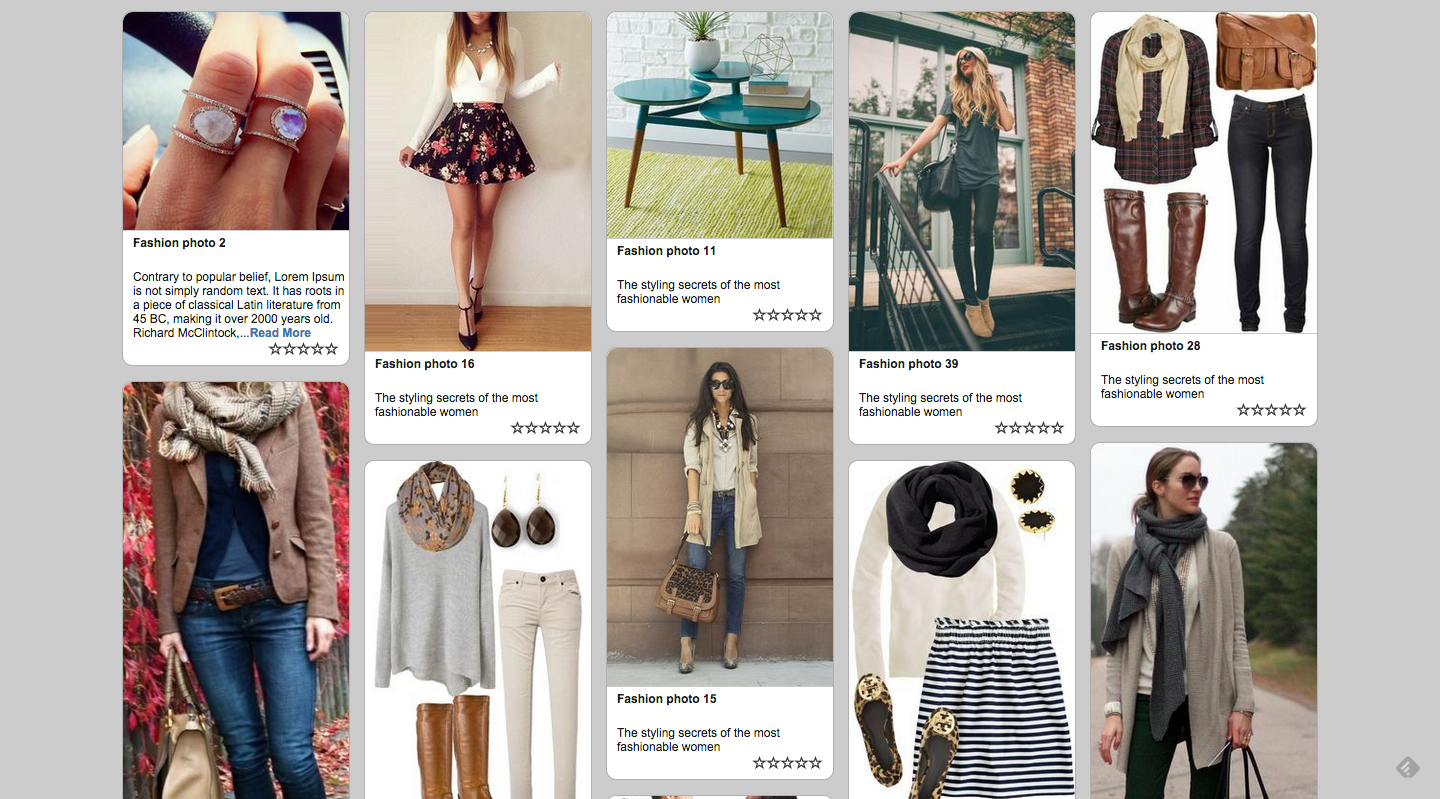 Fashion photo 2
Contrary to popular belief, Lorem Ipsum
is not simply random text. It has roots in
a piece of classical Latin literature from
45 BC, making it over 2000 years old.
Richard McClintock,...Read More
☆☆☆☆☆
Fashion photo 16
The styling secrets of the most
fashionable women
☆☆☆☆☆
Fashion photo 11
The styling secrets of the most
fashionable women
☆☆☆☆☆
Fashion photo 15
The styling secrets of the most
fashionable women
☆☆☆☆☆
Fashion photo 39
The styling secrets of the most
fashionable women
☆☆☆☆☆
Fashion photo 28
The styling secrets of the most
fashionable women
☆☆☆☆☆